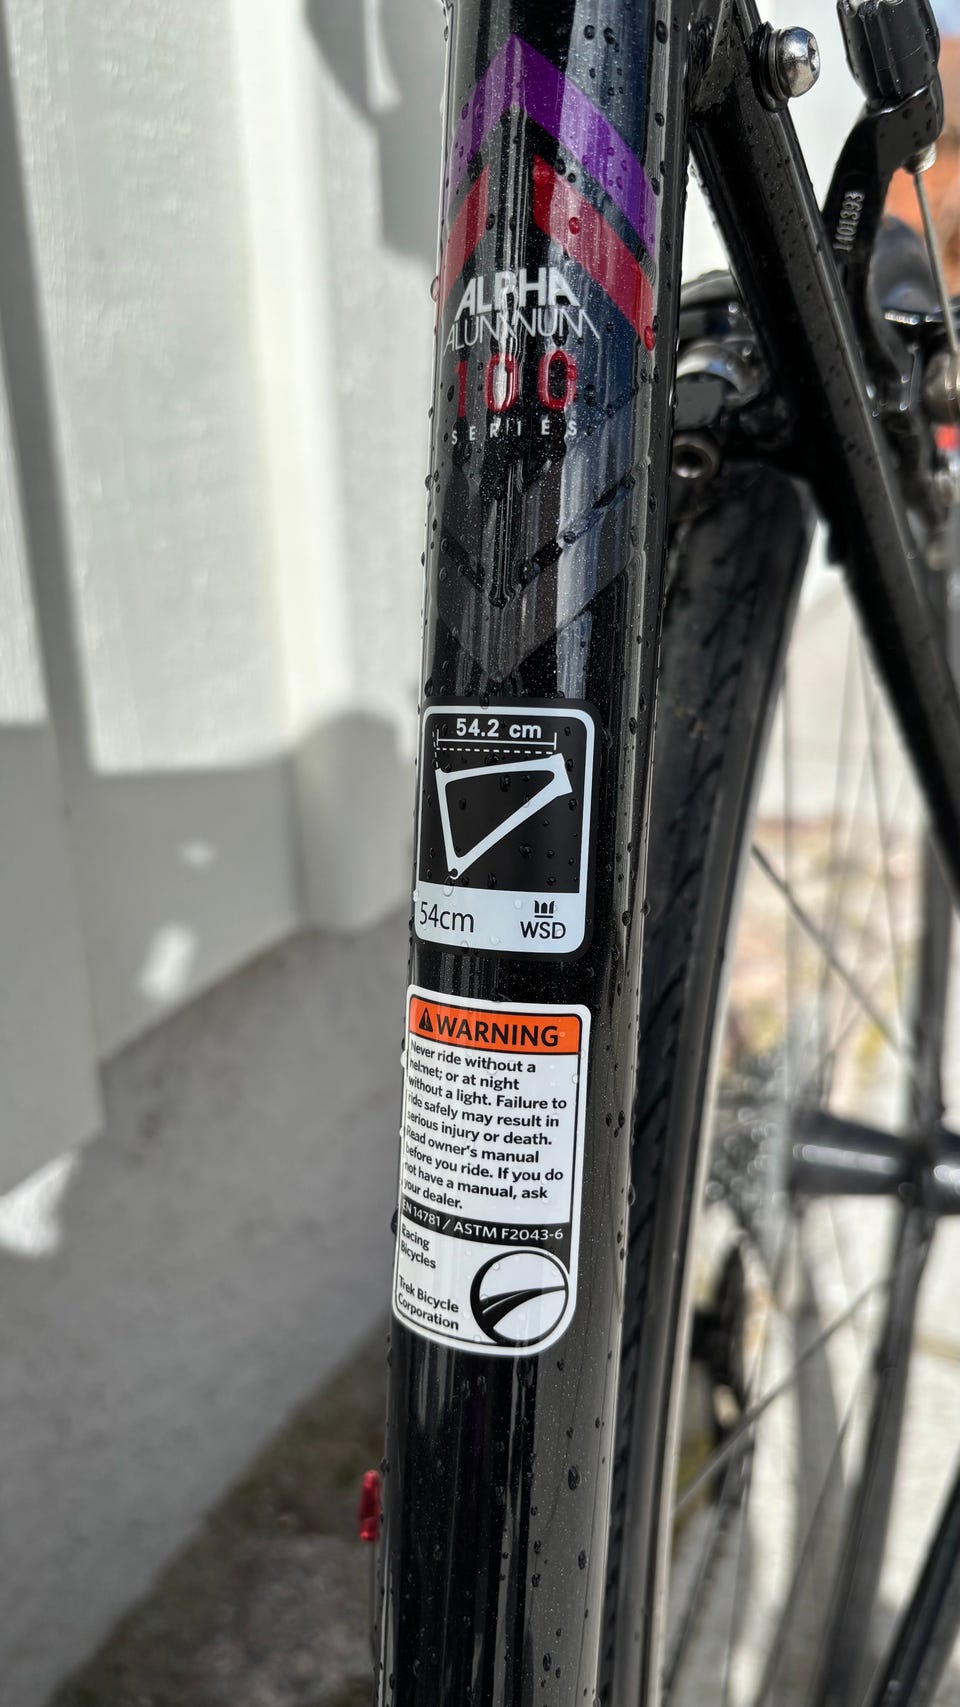 ALPHA
ALUMINUM
100
SERIES
1401393
54.2 cm
54cm
WSD
WARNING
Never ride without a
helmet; or at night
without a light. Failure to
ride safely may result in
serious injury or death.
Read owner's manual
before you ride. If you do
not have a manual, ask
your dealer.
EN 14781 / ASTM F2043-6
Racing
Bicycles
Trek Bicycle
Corporation